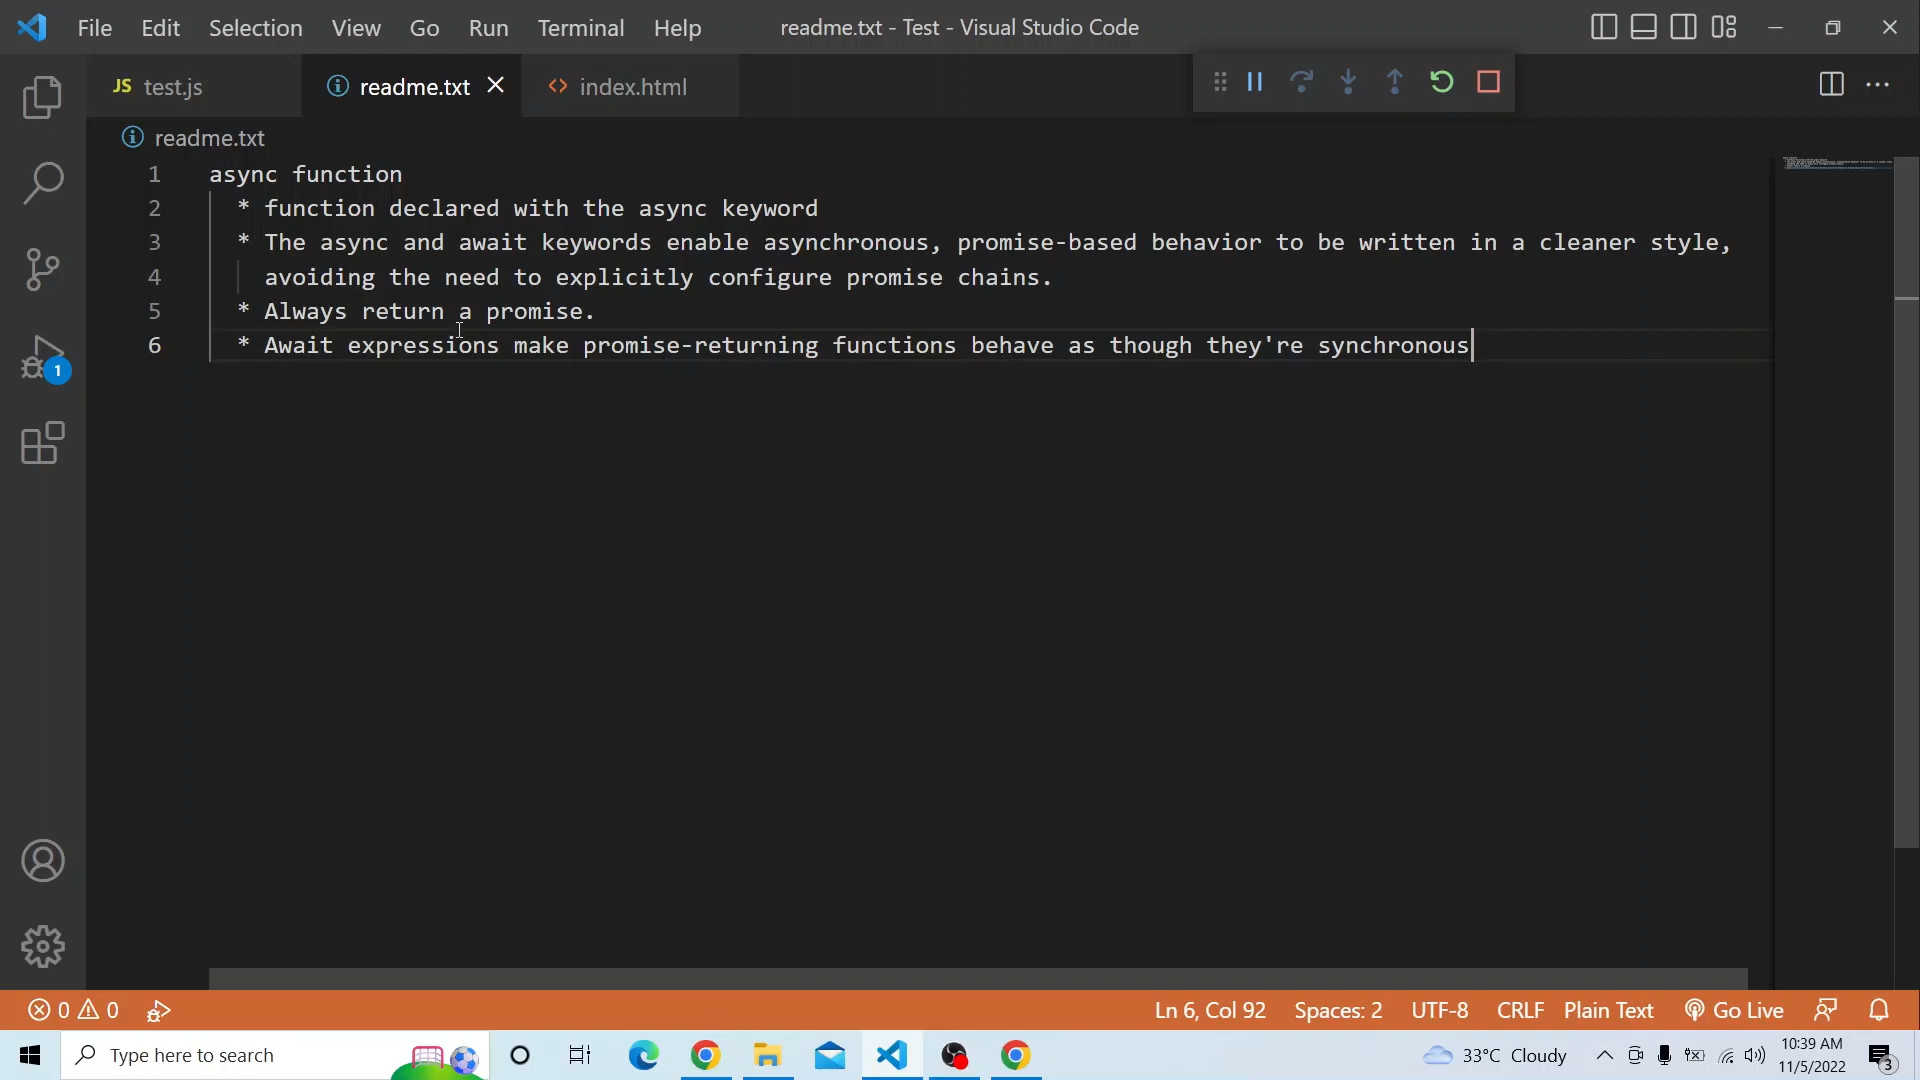 File Edit Selection View Go Run Terminal Help readme.txt - Test - Visual Studio Code
JS test.js readme.txt index.html
readme.txt
1 async function
2 * function declared with the async keyword
3 * The async and await keywords enable asynchronous, promise-based behavior to be written in a cleaner style,
4 avoiding the need to explicitly configure promise chains.
5 * Always return a promise.
6 * Await expressions make promise-returning functions behave as though they're synchronous
1
0 0 Ln 6, Col 92 Spaces: 2 UTF-8 CRLF Plain Text Go Live
Type here to search 33°C Cloudy 10:39 AM
11/5/2022 3